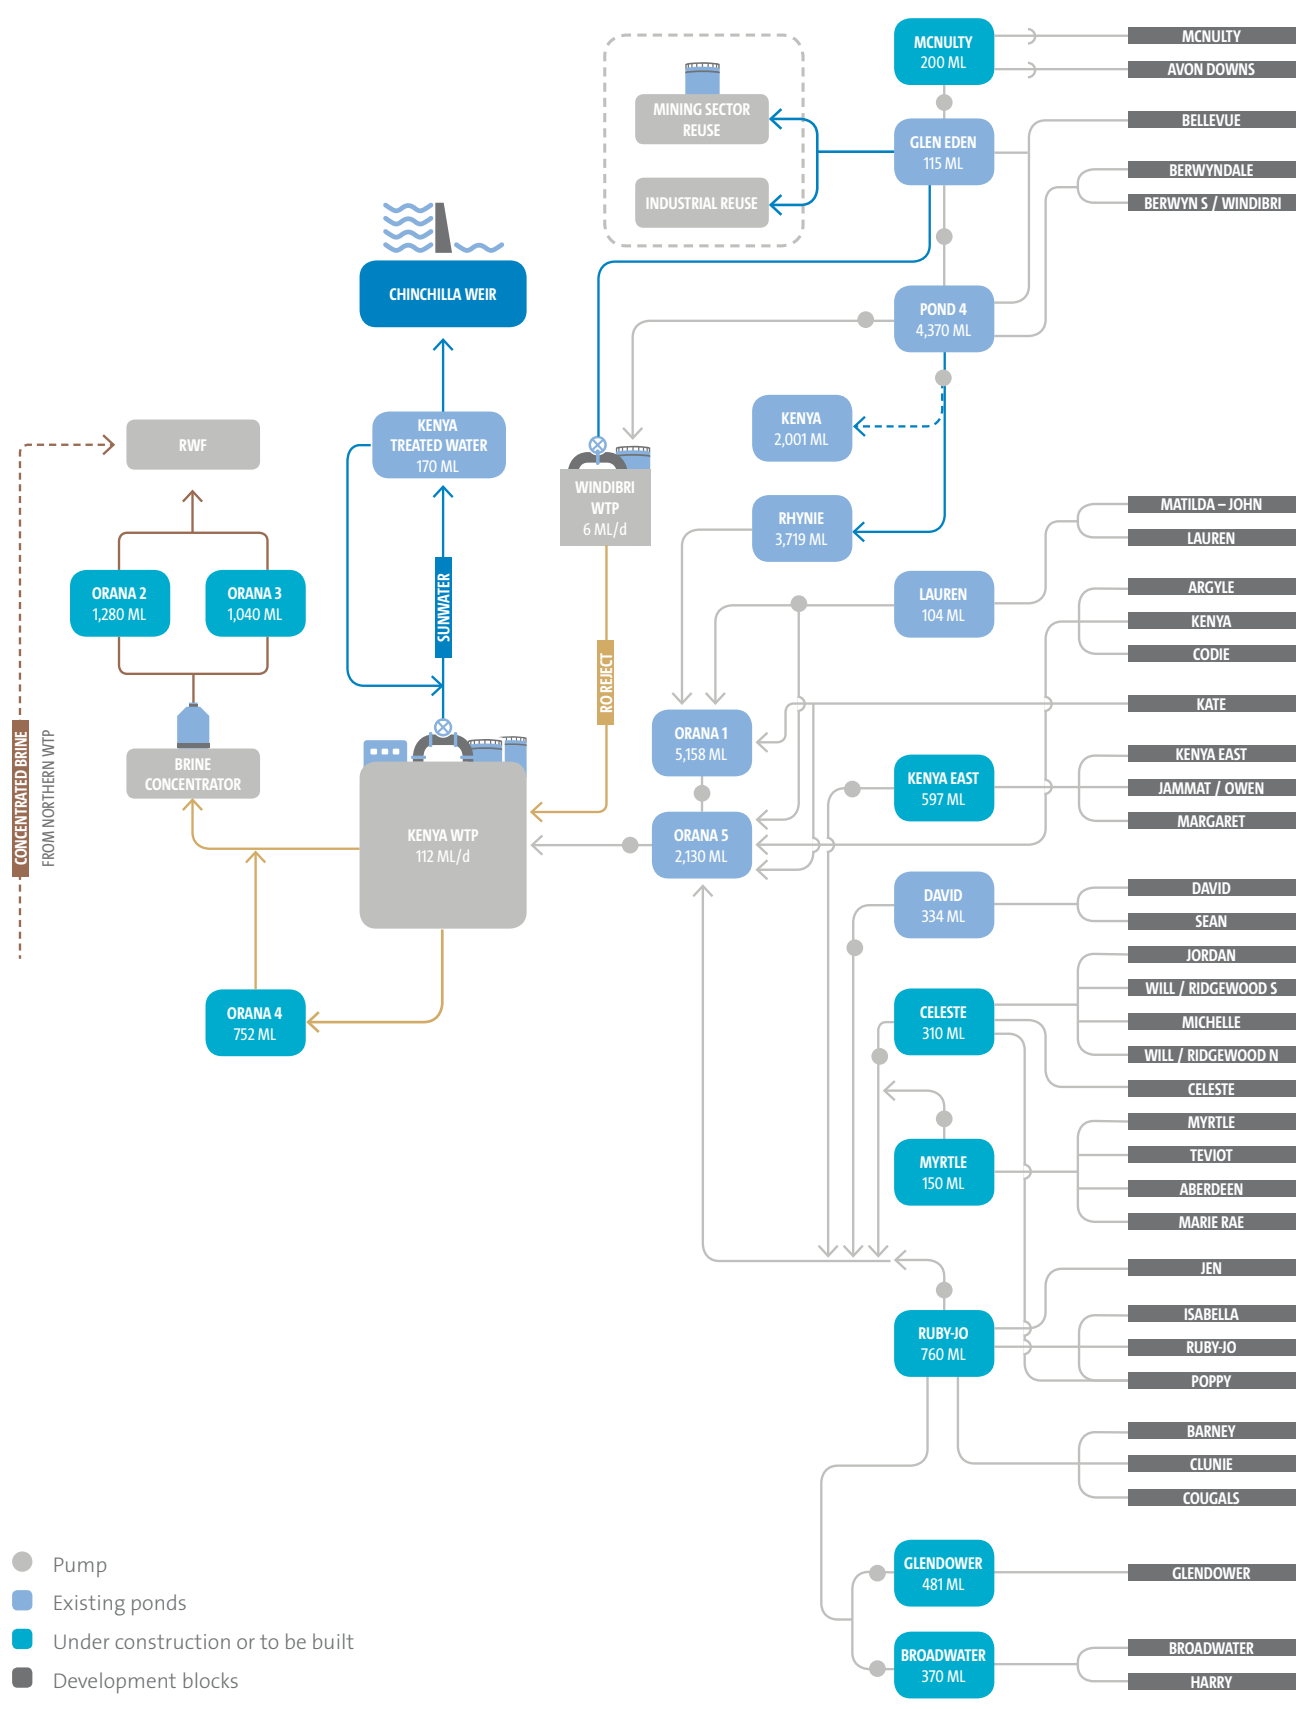 MCNULTY
200 ML
MCNULTY
AVON DOWNS
MINING SECTOR
REUSE
GLEN EDEN
115 ML
BELLEVUE
BERWYNDALE
INDUSTRIAL REUSE
BERWYN S / WINDIBRI
CHINCHILLA WEIR
POND 4
4,370 ML
KENYA
2,001 ML
KENYA
TREATED WATER
170 ML
RWF
WINDIBRI
WTP
6 ML/d
RHYNIE
3,719 ML
MATILDA – JOHN
LAUREN
ORANA 2
1,280 ML
ORANA 3
1,040 ML
SUNWATER
LAUREN
104 ML
ARGYLE
KENYA
CODIE
RO REJECT
KATE
ORANA 1
5,158 ML
CONCENTRATED BRINE
FROM NORTHERN WTP
BRINE
CONCENTRATOR
KENYA EAST
597 ML
KENYA EAST
JAMMAT / OWEN
MARGARET
KENYA WTP
112 ML/d
ORANA 5
2,130 ML
DAVID
334 ML
DAVID
SEAN
JORDAN
WILL / RIDGEWOOD S
MICHELLE
WILL / RIDGEWOOD N
ORANA 4
752 ML
CELESTE
310 ML
CELESTE
MYRTLE
TEVIOT
ABERDEEN
MARIE RAE
MYRTLE
150 ML
JEN
ISABELLA
RUBY-JO
POPPY
RUBY-JO
760 ML
BARNEY
CLUNIE
COUGALS
GLENDOWER
481 ML
GLENDOWER
BROADWATER
370 ML
BROADWATER
HARRY
Pump
Existing ponds
Under construction or to be built
Development blocks